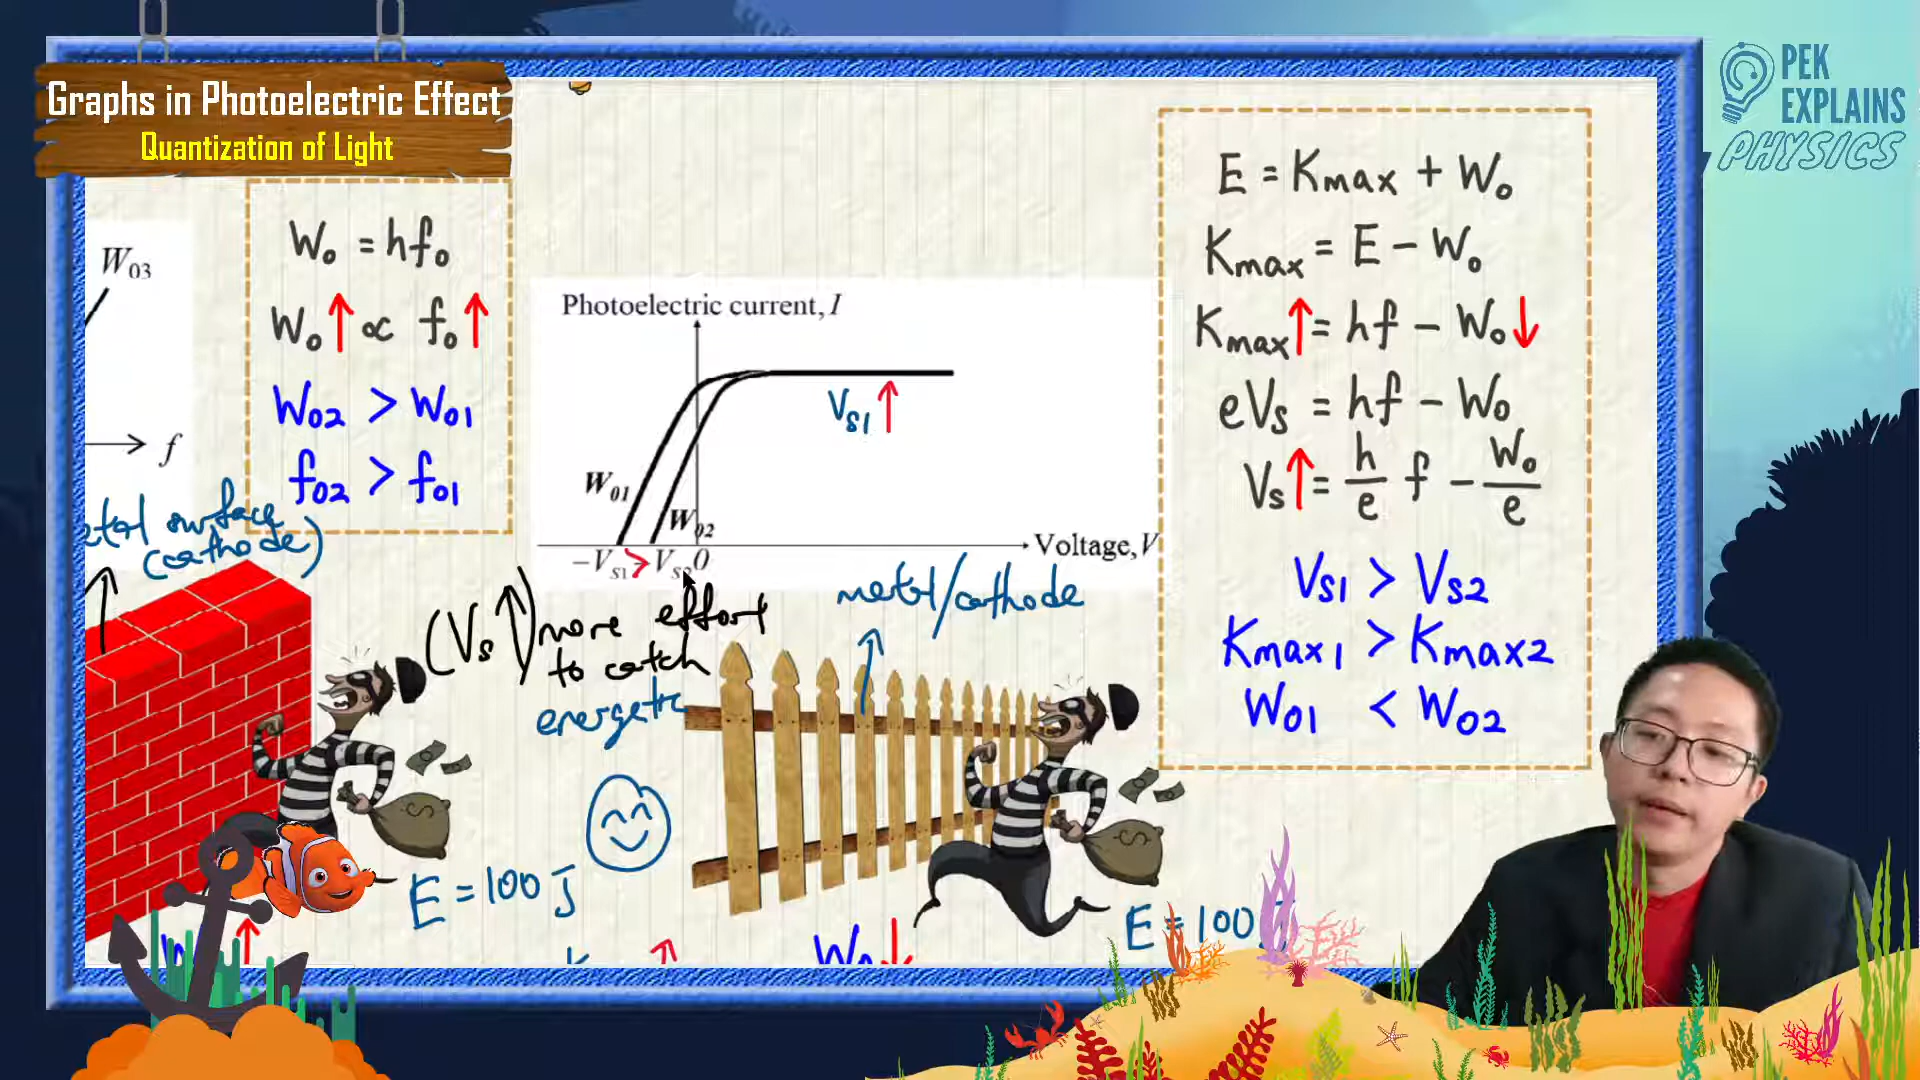 Graphs in Photoelectric Effect
Quantization of Light
PEK
EXPLAINS
PHYSICS
W03
f
W₀ = hf₀
W₀ ↑ ∝ f₀ ↑
W02 > W01
f02 > f01
surface
(cathode)
Photoelectric current, I
VS1 ↑
W01
W02
−VS1 > VS2 0
Voltage, V
(Vs ↑) more effort
to catch
energetic
metal/cathode
E = 100 J
E = 100 J
W₀ ↓
E = Kmax + W₀
Kmax = E − W₀
Kmax ↑ = hf − W₀ ↓
eVs = hf − W₀
Vs ↑ = h/e f − W₀/e
VS1 > VS2
Kmax1 > Kmax2
W01 < W02